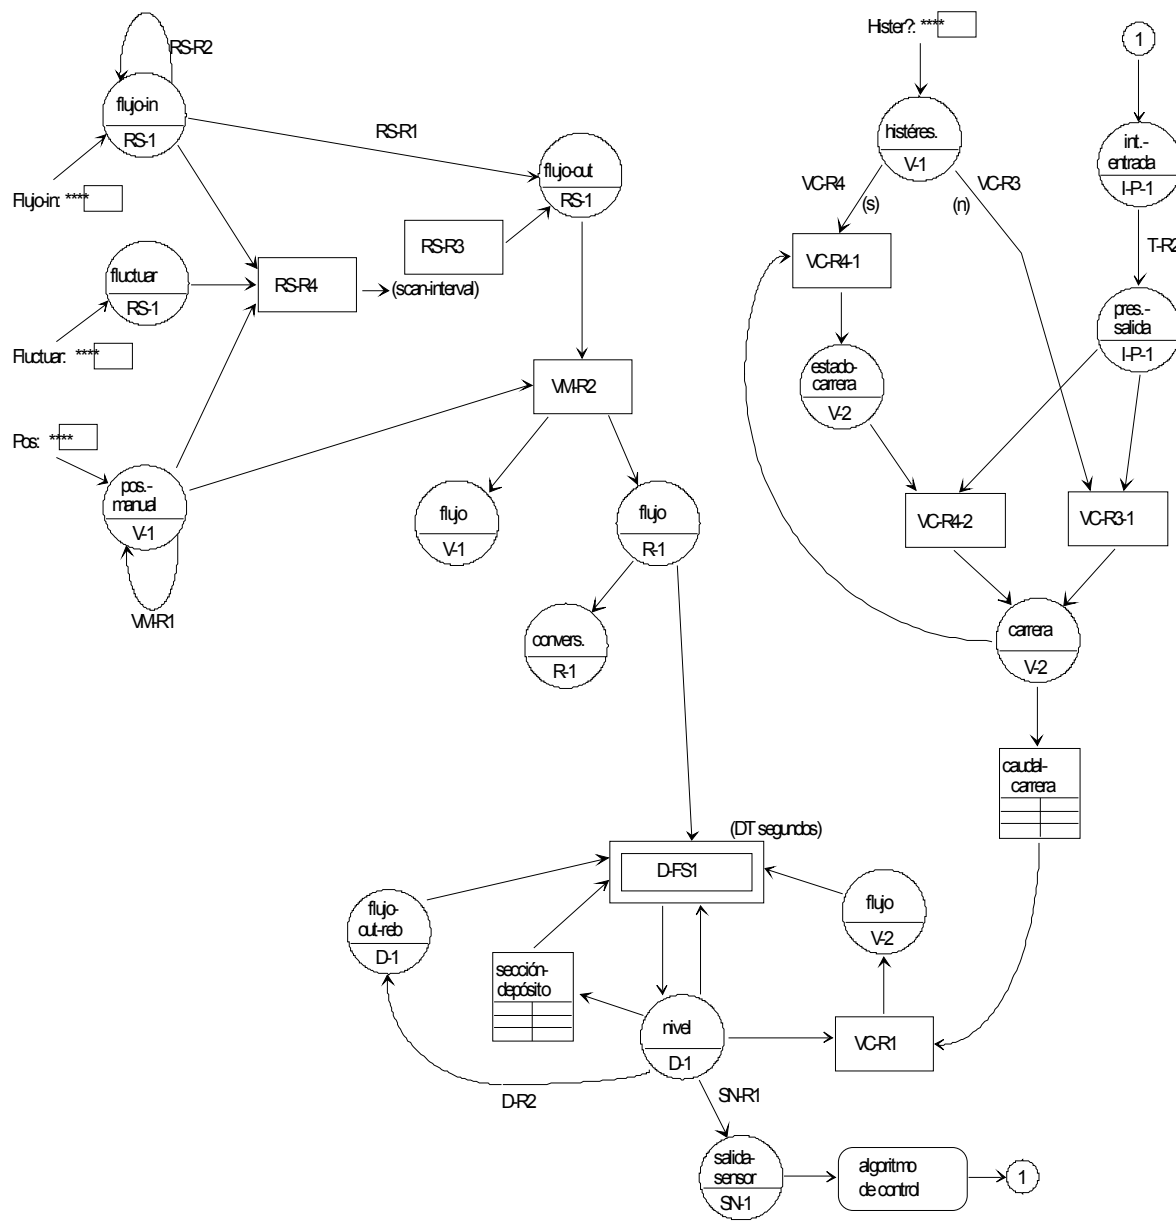 RS-R2
flujo-in
RS-1
Flujo-in: ****
RS-R1
flujo-out
RS-1
fluctuar
RS-1
Fluctuar: ****
RS-R4
(scan-interval)
RS-R3
Pos: ****
pos.-
manual
V-1
VM-R1
VM-R2
flujo
V-1
flujo
R-1
convers.
R-1
Hister?: ****
histéres.
V-1
VC-R4
(s)
VC-R3
(n)
VC-R4-1
estado-
carrera
V-2
1
int.-
entrada
I-P-1
T-R2
pres.-
salida
I-P-1
VC-R4-2
VC-R3-1
carrera
V-2
caudal-
carrera
(DT segundos)
D-FS1
flujo-
out-reb
D-1
sección-
depósito
flujo
V-2
nivel
D-1
VC-R1
D-R2
SN-R1
salida-
sensor
SN-1
algoritmo
de control
1